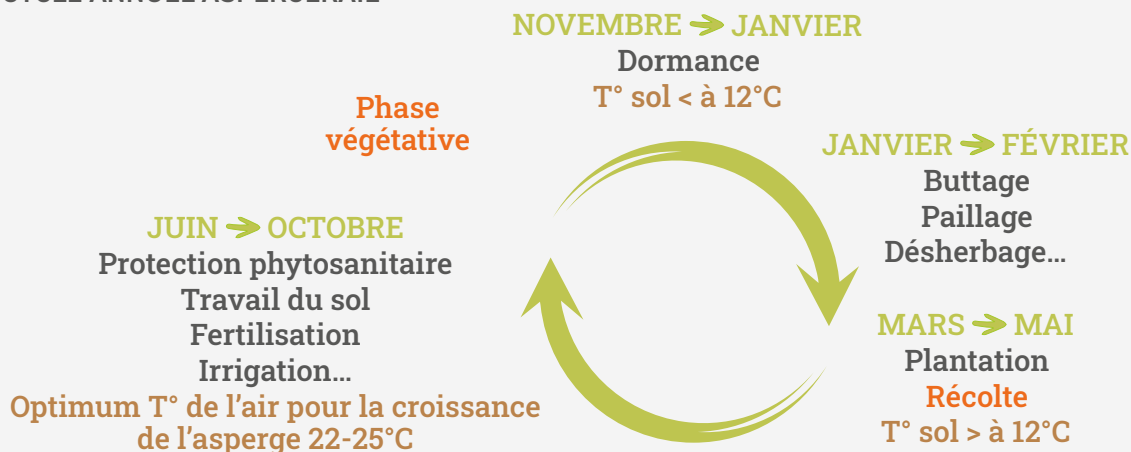 NOVEMBRE → JANVIER
Dormance
T° sol < à 12°C
Phase
végétative
JANVIER → FÉVRIER
Buttage
Paillage
Désherbage…
JUIN → OCTOBRE
Protection phytosanitaire
Travail du sol
Fertilisation
Irrigation…
Optimum T° de l’air pour la croissance
de l’asperge 22-25°C
MARS → MAI
Plantation
Récolte
T° sol > à 12°C